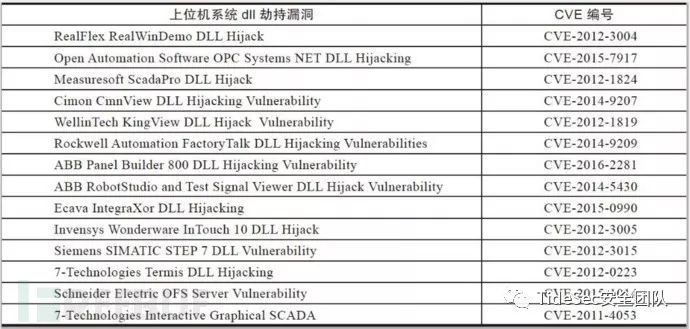 上位机系统 dll 劫持漏洞 CVE 编号
RealFlex RealWinDemo DLL Hijack CVE-2012-3004
Open Automation Software OPC Systems NET DLL Hijacking CVE-2015-7917
Measuresoft ScadaPro DLL Hijack CVE-2012-1824
Cimon CmnView DLL Hijacking Vulnerability CVE-2014-9207
WellinTech KingView DLL Hijack Vulnerability CVE-2012-1819
Rockwell Automation FactoryTalk DLL Hijacking Vulnerabilities CVE-2014-9209
ABB Panel Builder 800 DLL Hijacking Vulnerability CVE-2016-2281
ABB RobotStudio and Test Signal Viewer DLL Hijack Vulnerability CVE-2014-5430
Ecava IntegraXor DLL Hijacking CVE-2015-0990
Invensys Wonderware InTouch 10 DLL Hijack CVE-2012-3005
Siemens SIMATIC STEP 7 DLL Vulnerability CVE-2012-3015
7-Technologies Termis DLL Hijacking CVE-2012-0223
Schneider Electric OFS Server Vulnerability
7-Technologies Interactive Graphical SCADA CVE-2011-4053
Tidesec安全团队